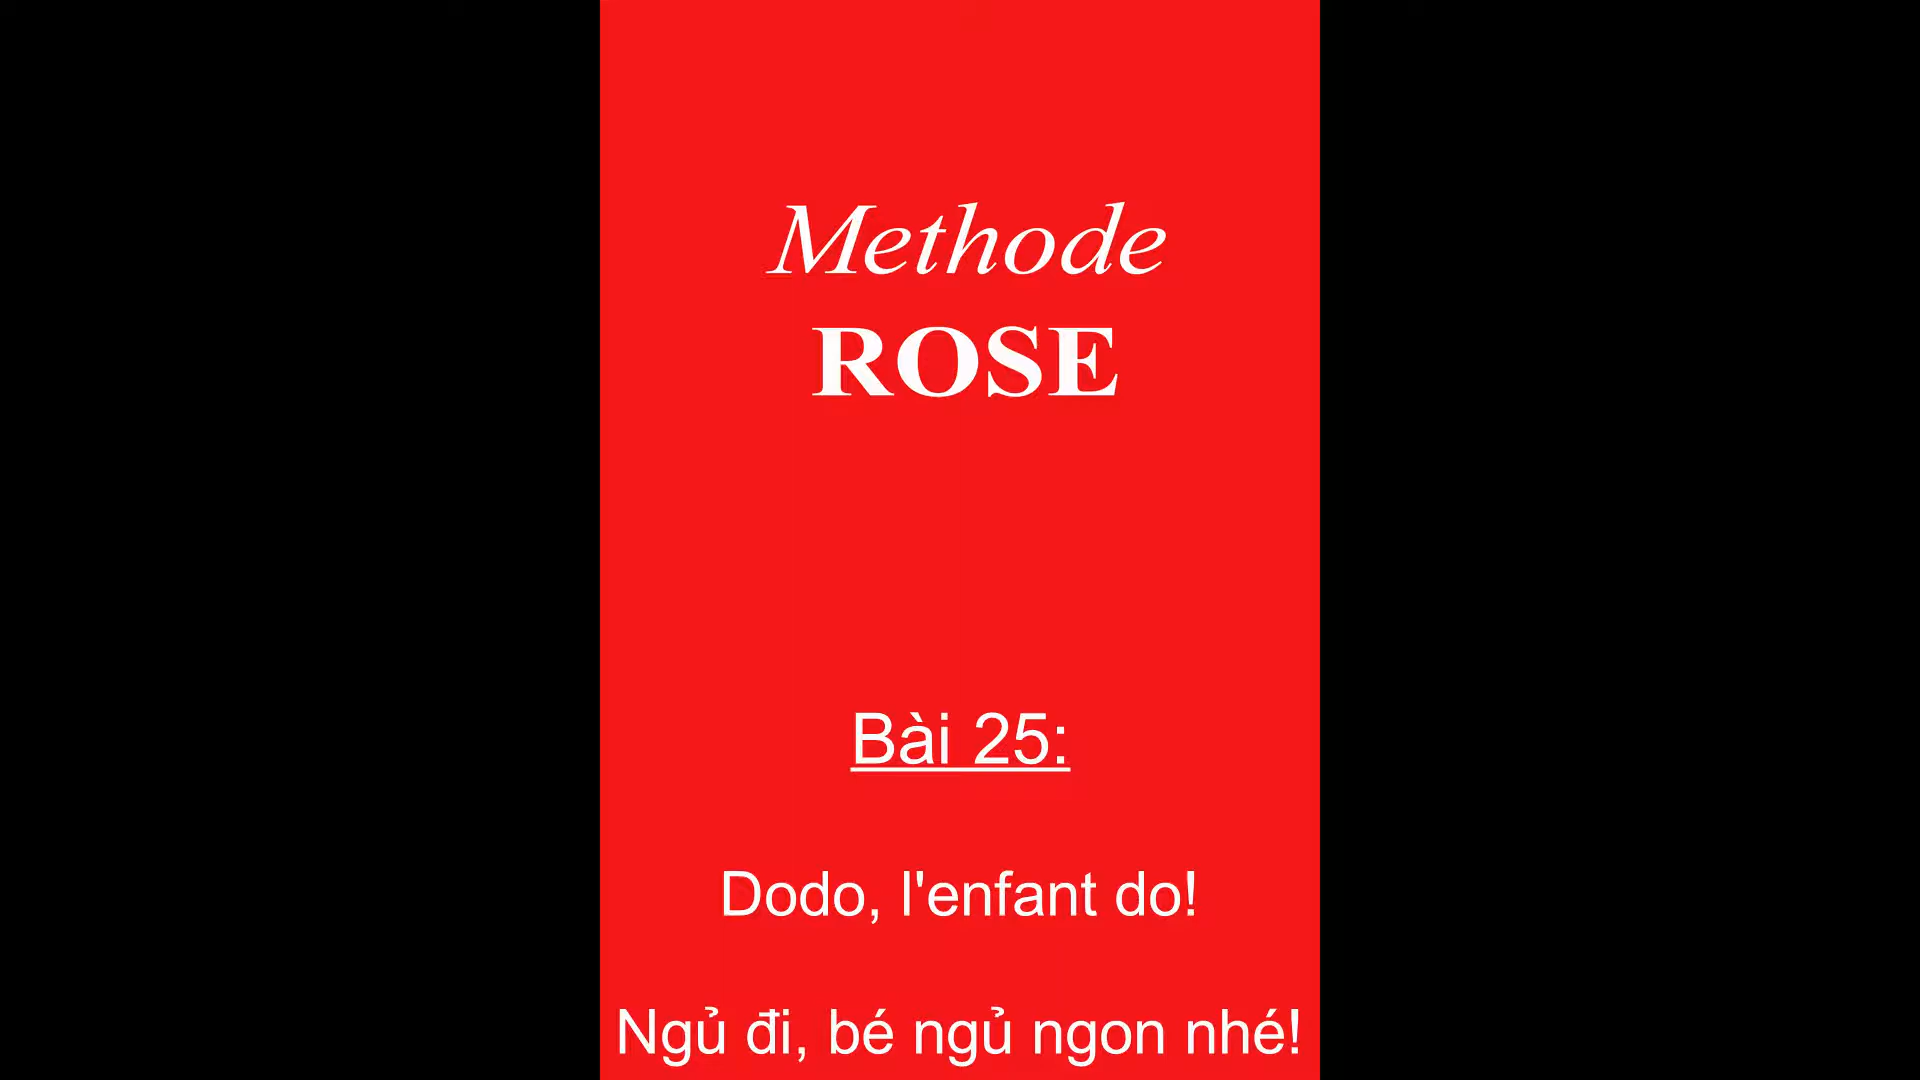 Methode
ROSE
Bài 25:
Dodo, l'enfant do!
Ngủ đi, bé ngủ ngon nhé!